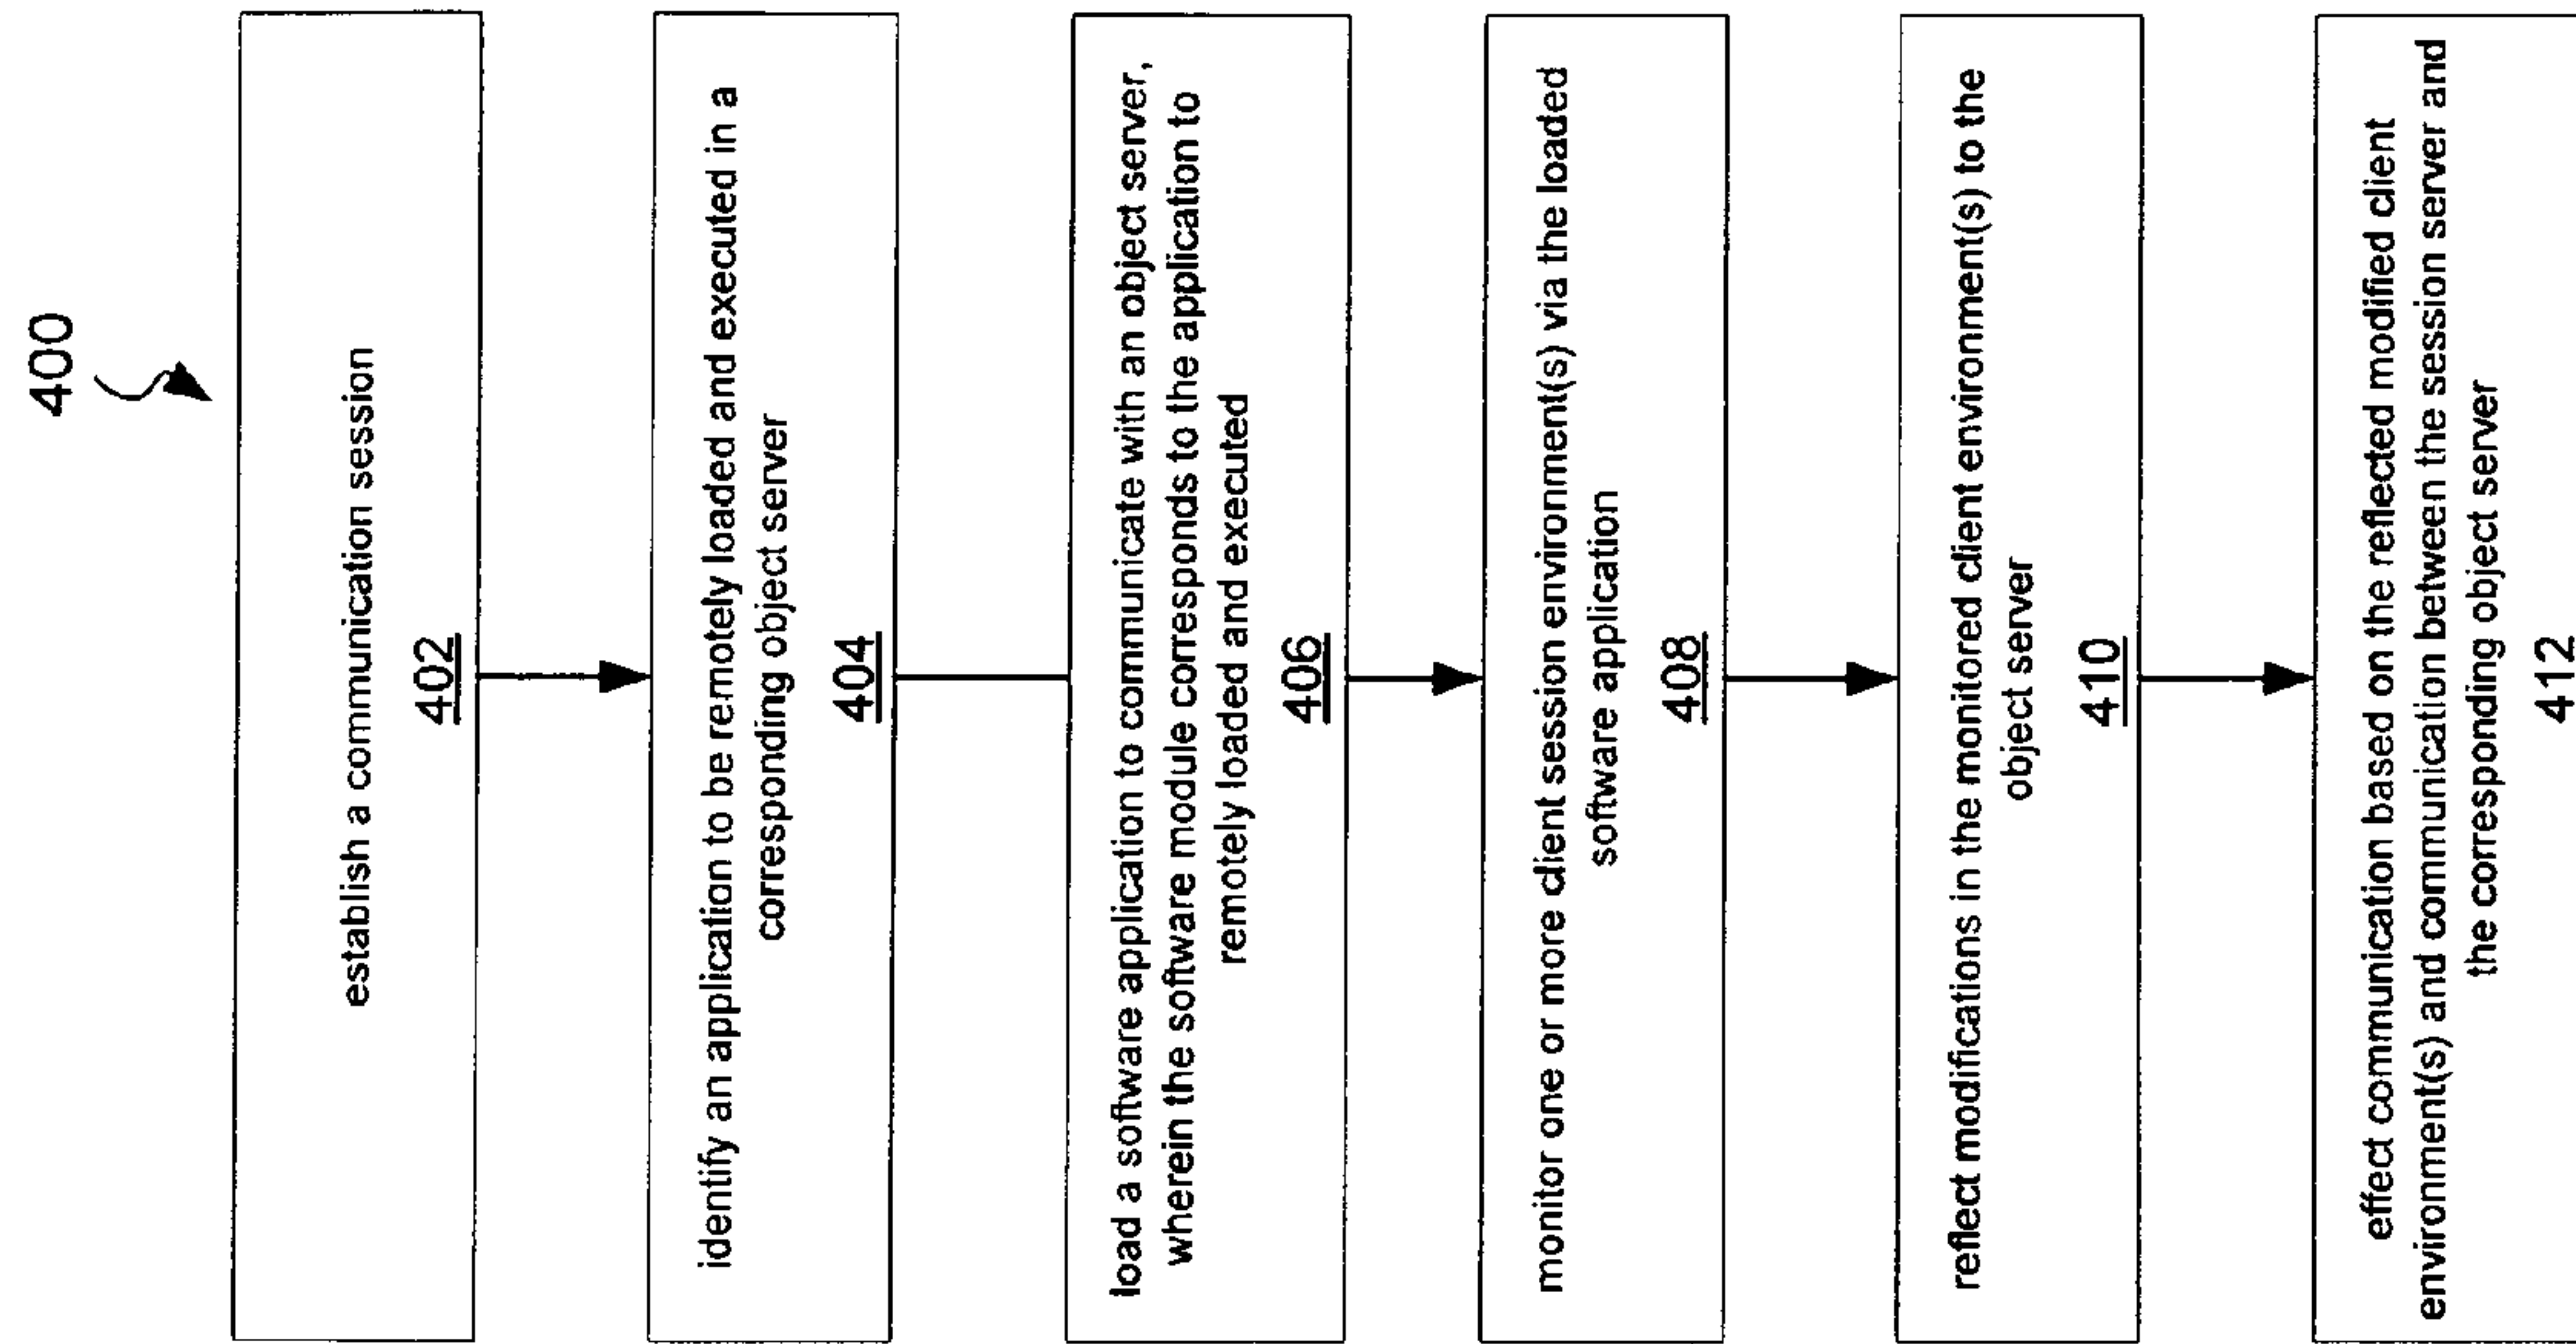 400
establish a communication session
402
identify an application to be remotely loaded and executed in a
corresponding object server
404
load a software application to communicate with an object server,
wherein the software module corresponds to the application to
remotely loaded and executed
406
monitor one or more client session environment(s) via the loaded
software application
408
reflect modifications in the monitored client environment(s) to the
object server
410
effect communication based on the reflected modified client
environment(s) and communication between the session server and
the corresponding object server
412